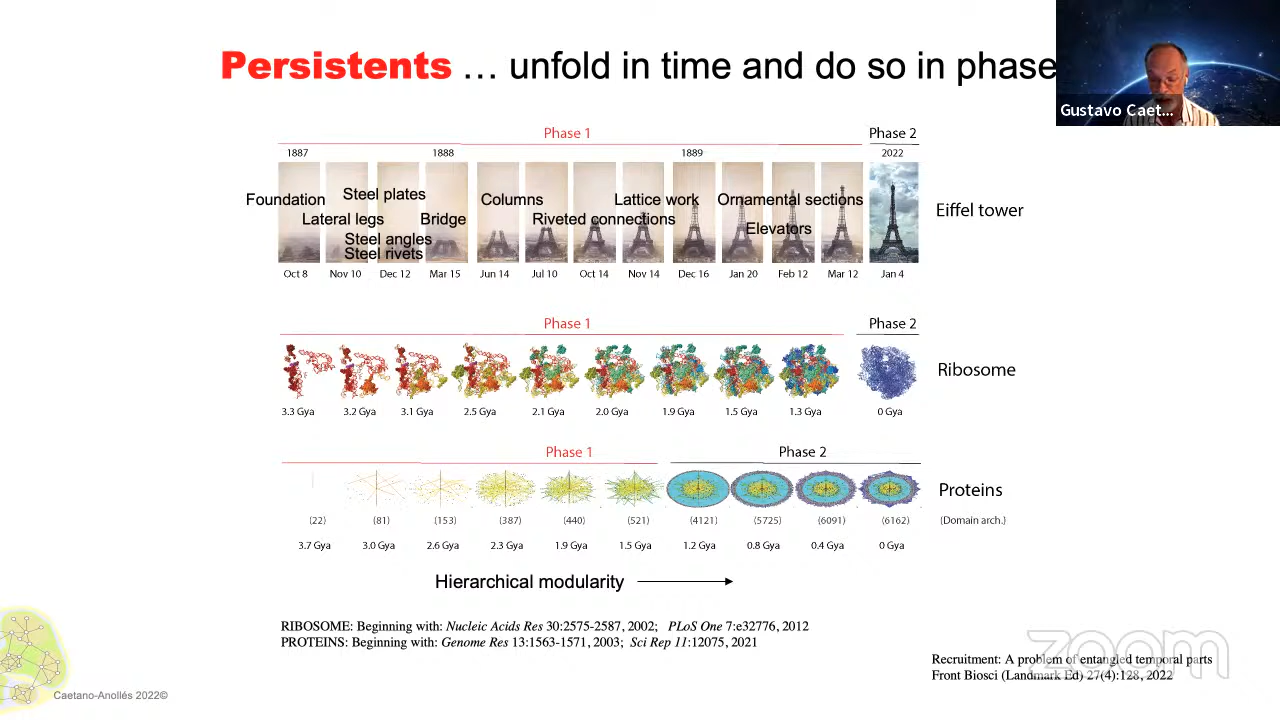 Persistents … unfold in time and do so in phase
Gustavo Caet...
Phase 1
Phase 2
1887
1888
1889
2022
Foundation
Steel plates
Lateral legs
Bridge
Steel angles
Steel rivets
Columns
Riveted connections
Lattice work
Ornamental sections
Elevators
Eiffel tower
Oct 8
Nov 10
Dec 12
Mar 15
Jun 14
Jul 10
Oct 14
Nov 14
Dec 16
Jan 20
Feb 12
Mar 12
Jan 4
Phase 1
Phase 2
Ribosome
3.3 Gya
3.2 Gya
3.1 Gya
2.5 Gya
2.1 Gya
2.0 Gya
1.9 Gya
1.5 Gya
1.3 Gya
0 Gya
Phase 1
Phase 2
Proteins
(22)
(81)
(153)
(387)
(440)
(521)
(4121)
(5725)
(6091)
(6162)
(Domain arch.)
3.7 Gya
3.0 Gya
2.6 Gya
2.3 Gya
1.9 Gya
1.5 Gya
1.2 Gya
0.8 Gya
0.4 Gya
0 Gya
Hierarchical modularity
RIBOSOME: Beginning with: Nucleic Acids Res 30:2575-2587, 2002; PLoS One 7:e32776, 2012
PROTEINS: Beginning with: Genome Res 13:1563-1571, 2003; Sci Rep 11:12075, 2021
zoom
Recruitment: A problem of entangled temporal parts
Front Biosci (Landmark Ed) 27(4):128, 2022
Caetano-Anollés 2022©